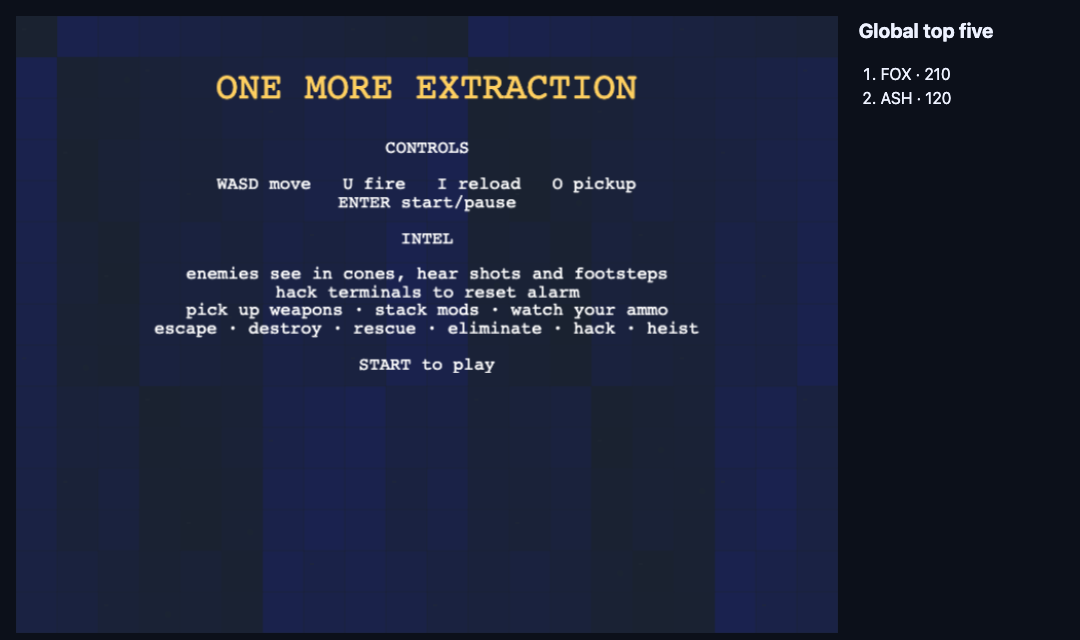 ONE MORE EXTRACTION
CONTROLS
WASD move U fire I reload O pickup
ENTER start/pause
INTEL
enemies see in cones, hear shots and footsteps
hack terminals to reset alarm
pick up weapons · stack mods · watch your ammo
escape · destroy · rescue · eliminate · hack · heist
START to play
Global top five
1. FOX · 210
2. ASH · 120